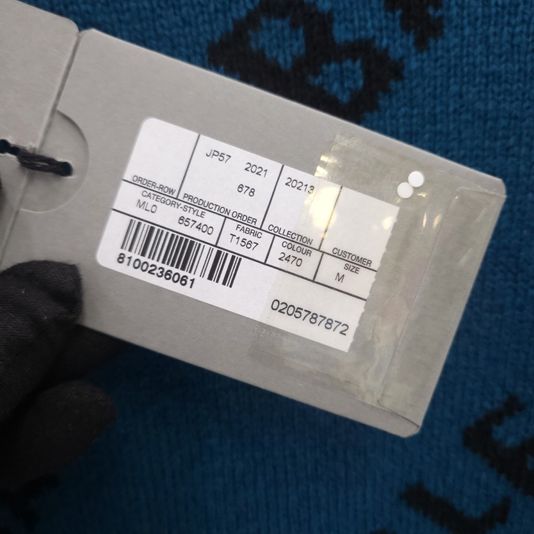 JP57 2021 20213
678
ORDER-ROW PRODUCTION ORDER COLLECTION CUSTOMER
CATEGORY-STYLE FABRIC COLOUR SIZE
ML0 657400 T1567 2470 M
8100236061
0205787872
B
LE